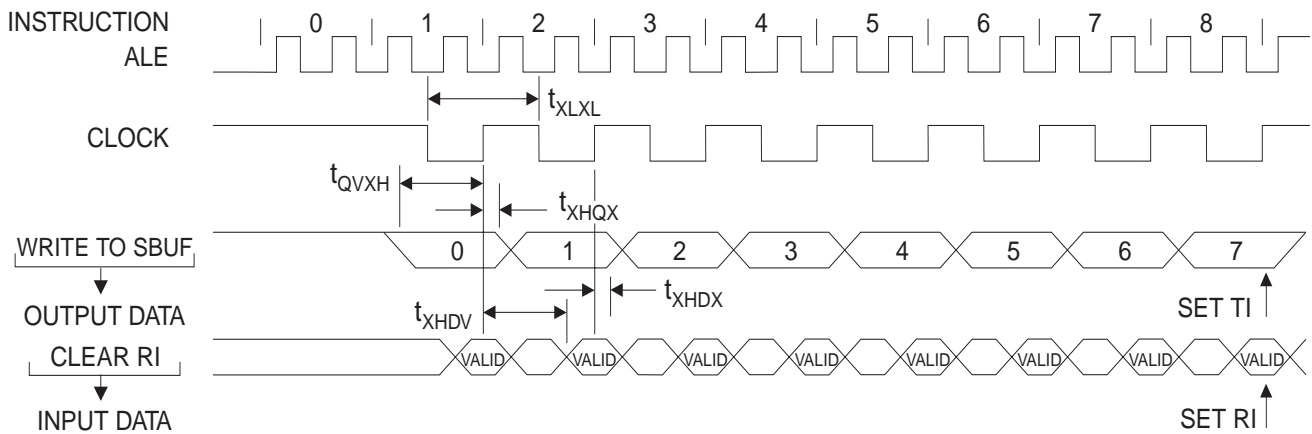 INSTRUCTION 0 1 2 3 4 5 6 7 8
ALE
tXLXL
CLOCK
tQVXH
tXHQX
WRITE TO SBUF 0 1 2 3 4 5 6 7
tXHDX
SET TI
OUTPUT DATA
tXHDV
CLEAR RI VALID VALID VALID VALID VALID VALID VALID VALID
SET RI
INPUT DATA